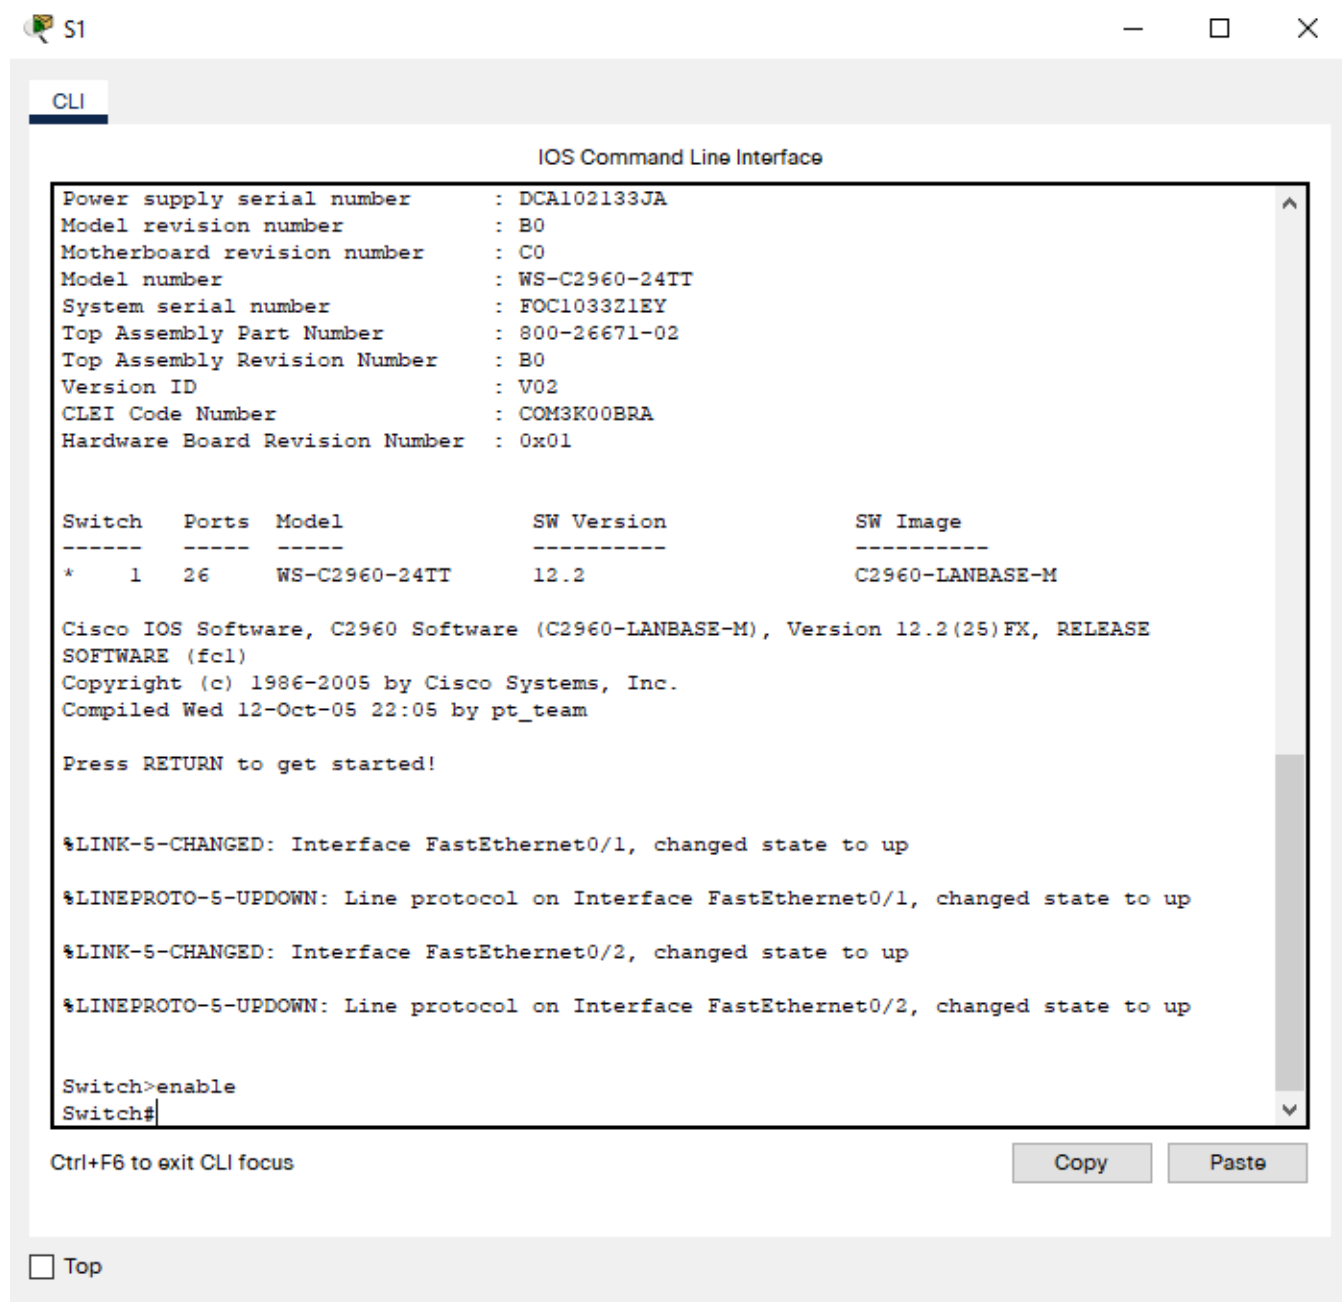 S1
CLI
IOS Command Line Interface
Power supply serial number      : DCA102133JA
Model revision number           : B0
Motherboard revision number     : C0
Model number                    : WS-C2960-24TT
System serial number            : FOC1033Z1EY
Top Assembly Part Number        : 800-26671-02
Top Assembly Revision Number    : B0
Version ID                      : V02
CLEI Code Number                : COM3K00BRA
Hardware Board Revision Number  : 0x01
Switch   Ports  Model              SW Version              SW Image
------   -----  -----              ----------              ----------
*    1   26     WS-C2960-24TT      12.2                    C2960-LANBASE-M
Cisco IOS Software, C2960 Software (C2960-LANBASE-M), Version 12.2(25)FX, RELEASE
SOFTWARE (fc1)
Copyright (c) 1986-2005 by Cisco Systems, Inc.
Compiled Wed 12-Oct-05 22:05 by pt_team
Press RETURN to get started!
%LINK-5-CHANGED: Interface FastEthernet0/1, changed state to up
%LINEPROTO-5-UPDOWN: Line protocol on Interface FastEthernet0/1, changed state to up
%LINK-5-CHANGED: Interface FastEthernet0/2, changed state to up
%LINEPROTO-5-UPDOWN: Line protocol on Interface FastEthernet0/2, changed state to up
Switch>enable
Switch#
Ctrl+F6 to exit CLI focus
Copy
Paste
Top